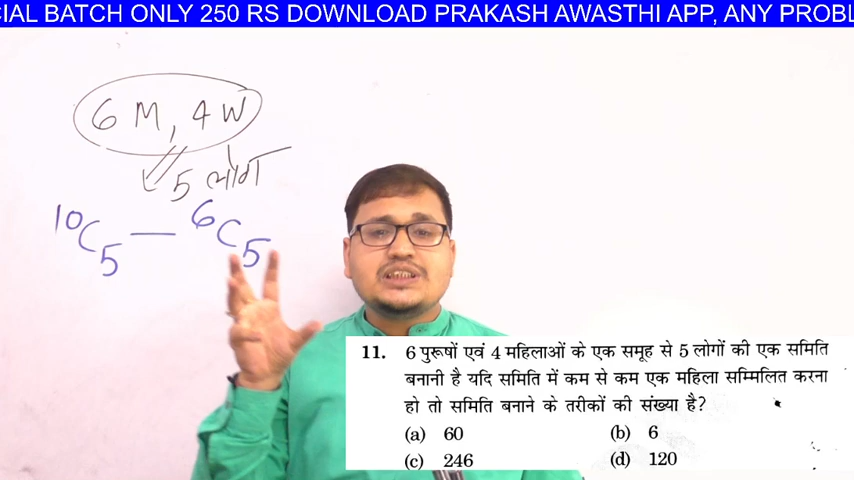 CIAL BATCH ONLY 250 RS DOWNLOAD PRAKASH AWASTHI APP, ANY PROBL
6 M, 4 W
5 लोग
10C5 — 6C5
11. 6 पुरूषों एवं 4 महिलाओं के एक समूह से 5 लोगों की एक समिति
बनानी है यदि समिति में कम से कम एक महिला सम्मिलित करना
हो तो समिति बनाने के तरीकों की संख्या है?
(a) 60 (b) 6
(c) 246 (d) 120